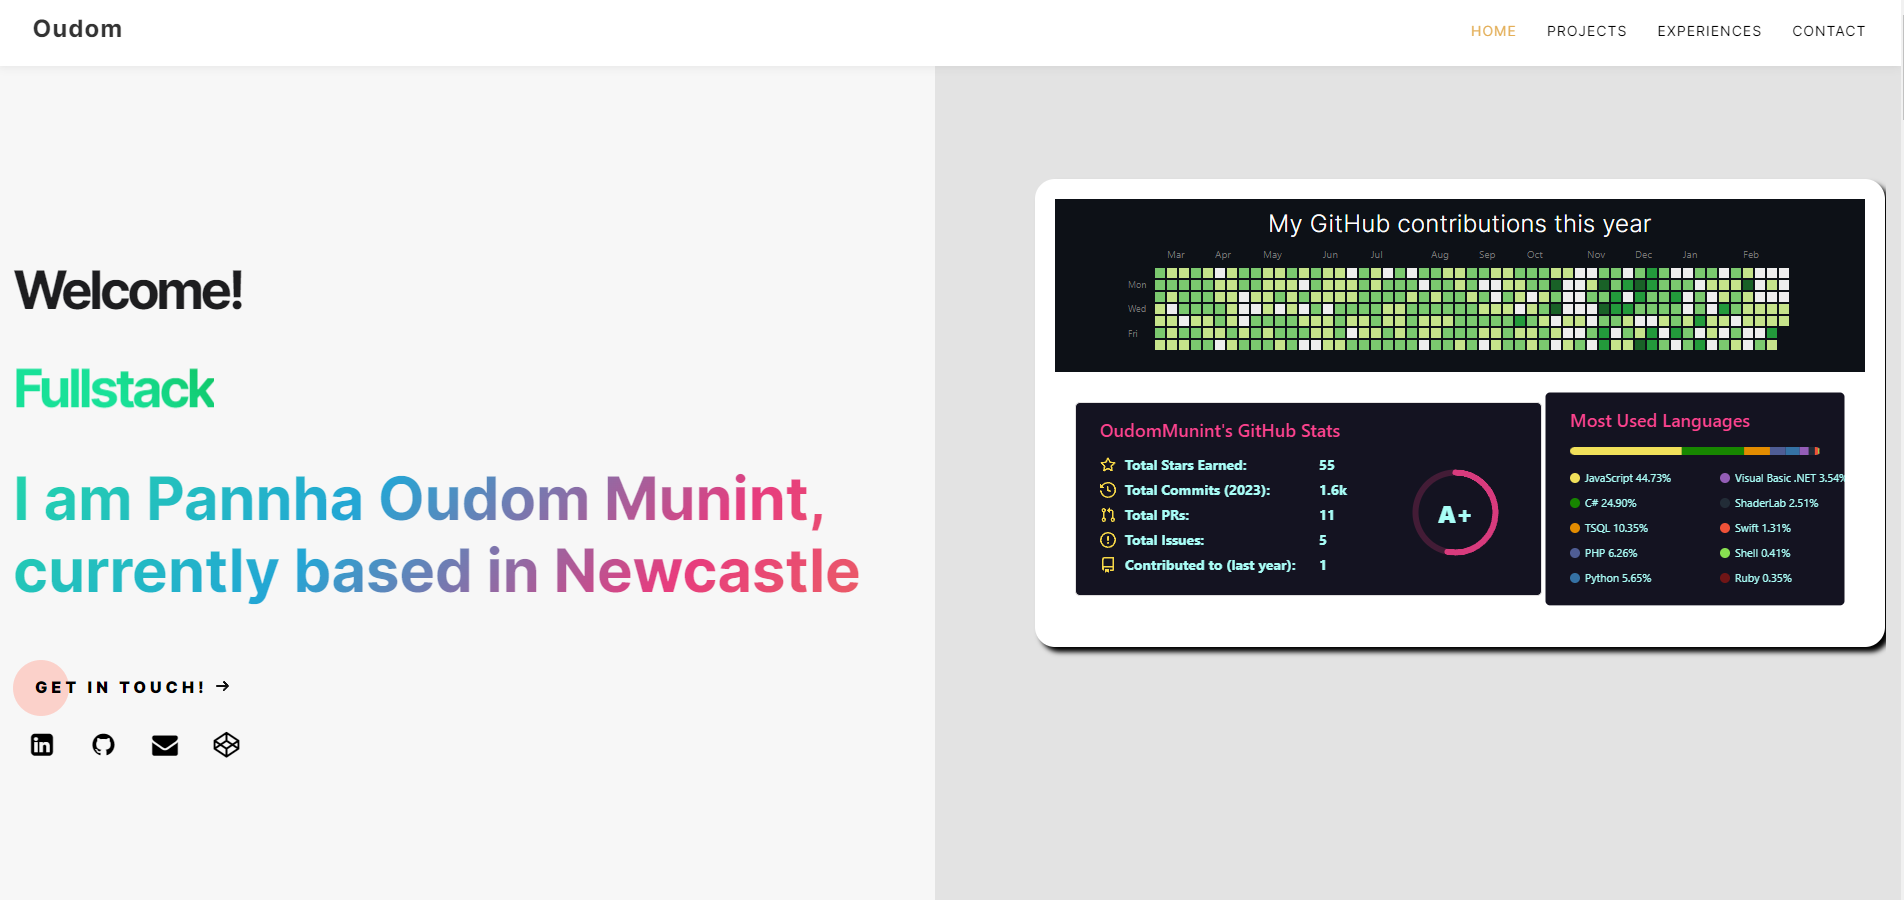 Oudom
HOME PROJECTS EXPERIENCES CONTACT
Welcome!
Fullstack
I am Pannha Oudom Munint,
currently based in Newcastle
GET IN TOUCH! →
My GitHub contributions this year
Mar Apr May Jun Jul Aug Sep Oct Nov Dec Jan Feb
Mon
Wed
Fri
OudomMunint's GitHub Stats
Total Stars Earned: 55
Total Commits (2023): 1.6k
Total PRs: 11
Total Issues: 5
Contributed to (last year): 1
A+
Most Used Languages
JavaScript 44.73% Visual Basic .NET 3.54%
C# 24.90% ShaderLab 2.51%
TSQL 10.35% Swift 1.31%
PHP 6.26% Shell 0.41%
Python 5.65% Ruby 0.35%